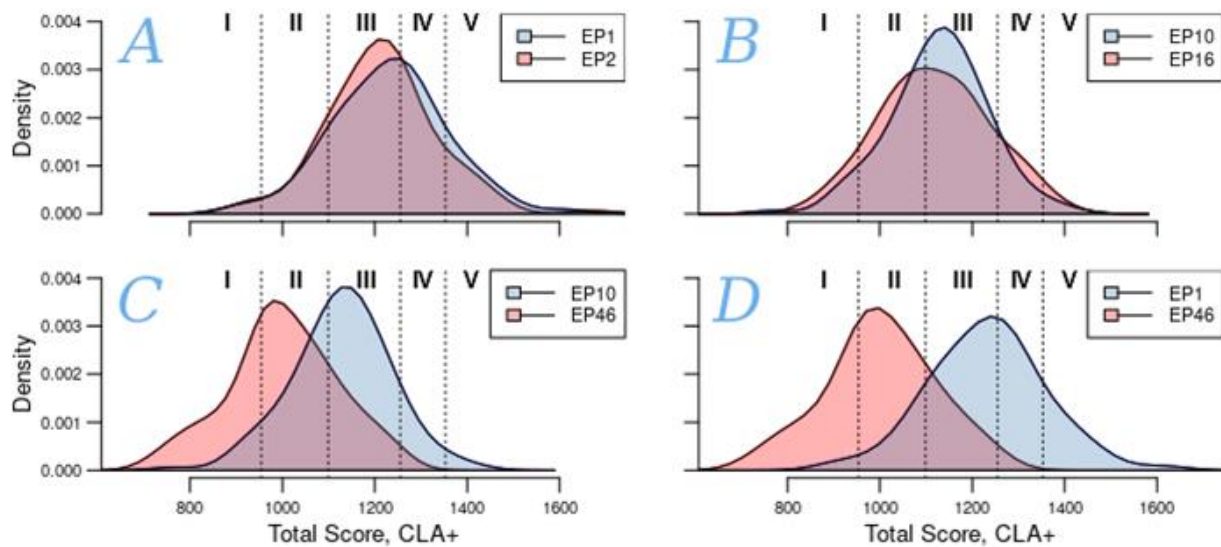 A
I II III IV V
EP1
EP2
Density
0.004
0.003
0.002
0.001
0.000
B
I II III IV V
EP10
EP16
C
I II III IV V
EP10
EP46
Density
0.004
0.003
0.002
0.001
0.000
800 1000 1200 1400 1600
Total Score, CLA+
D
I II III IV V
EP1
EP46
800 1000 1200 1400 1600
Total Score, CLA+